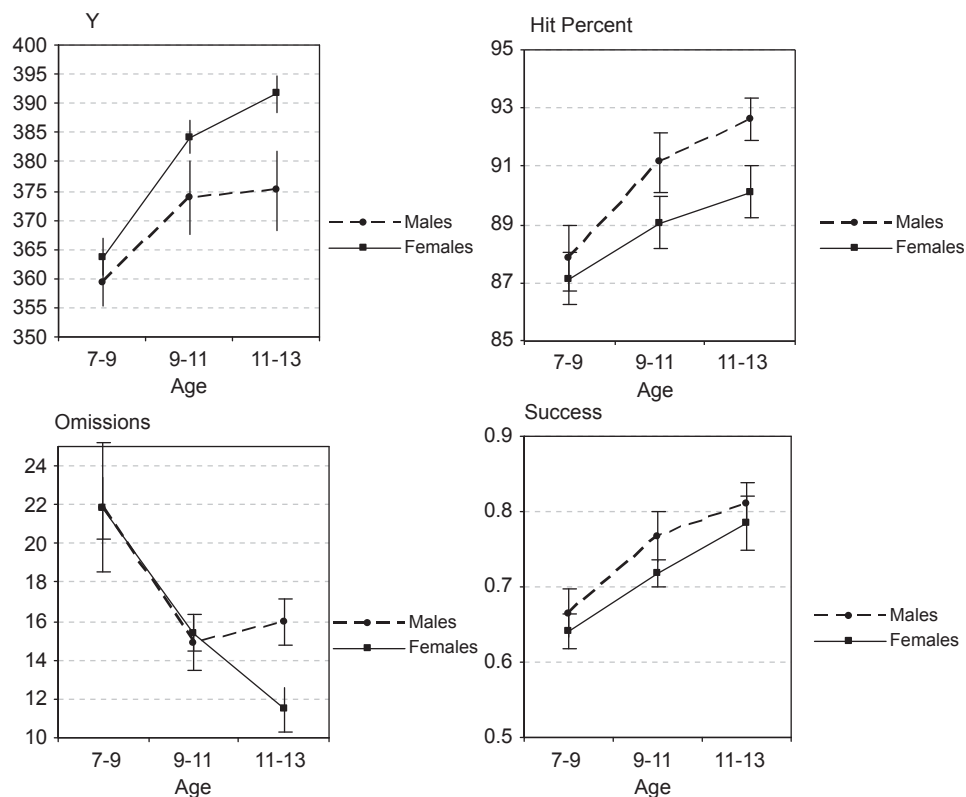 Y
400
395
390
385
380
375
370
365
360
355
350
7-9 9-11 11-13
Age
Males
Females
Hit Percent
95
93
91
89
87
85
7-9 9-11 11-13
Age
Males
Females
Omissions
24
22
20
18
16
14
12
10
7-9 9-11 11-13
Age
Males
Females
Success
0.9
0.8
0.7
0.6
0.5
7-9 9-11 11-13
Age
Males
Females